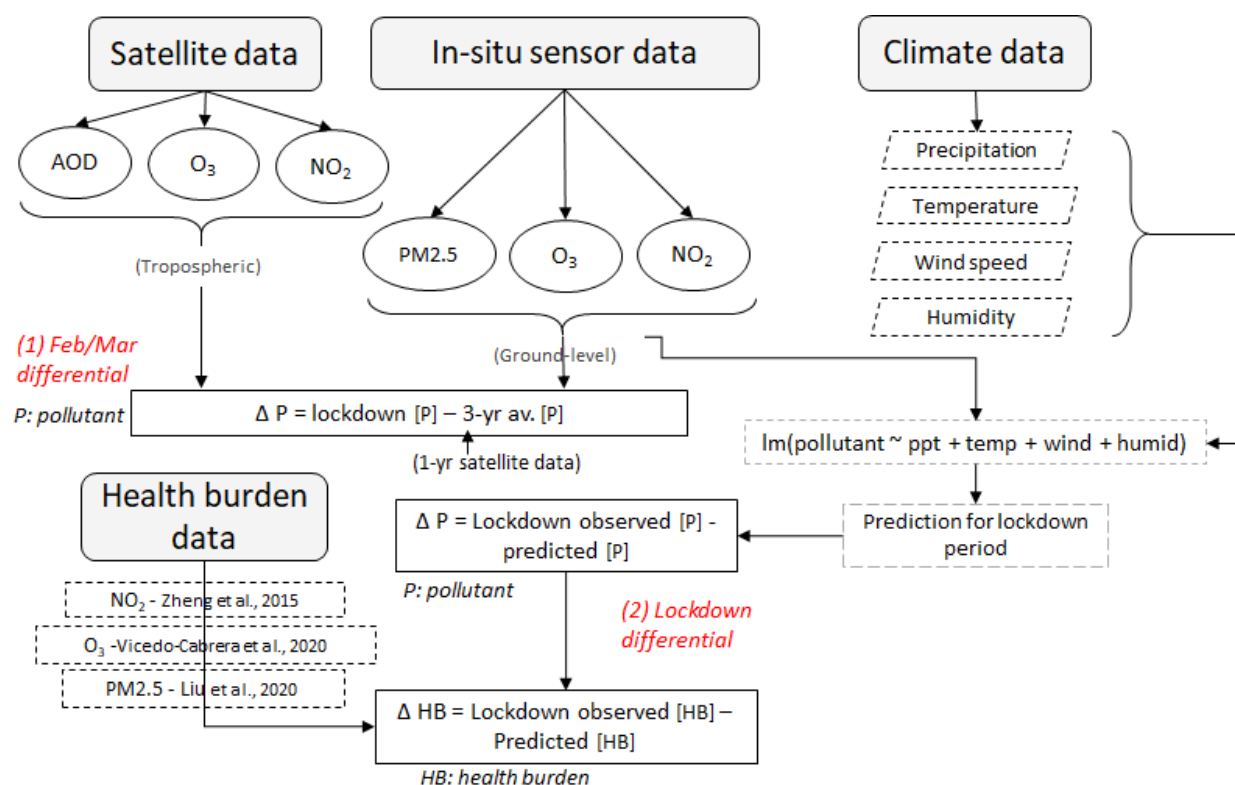 Satellite data
In-situ sensor data
Climate data
AOD
O₃
NO₂
(Tropospheric)
PM2.5
O₃
NO₂
(Ground-level)
Precipitation
Temperature
Wind speed
Humidity
(1) Feb/Mar
differential
P: pollutant
Δ P = lockdown [P] – 3-yr av. [P]
(1-yr satellite data)
lm(pollutant ~ ppt + temp + wind + humid)
Prediction for lockdown
period
Health burden
data
Δ P = Lockdown observed [P] -
predicted [P]
P: pollutant
(2) Lockdown
differential
NO₂ - Zheng et al., 2015
O₃ -Vicedo-Cabrera et al., 2020
PM2.5 - Liu et al., 2020
Δ HB = Lockdown observed [HB] –
Predicted [HB]
HB: health burden